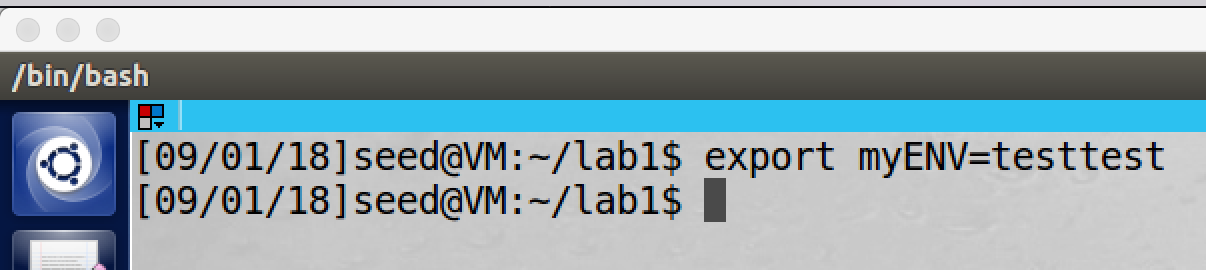 /bin/bash
[09/01/18]seed@VM:~/lab1$ export myENV=testtest
[09/01/18]seed@VM:~/lab1$